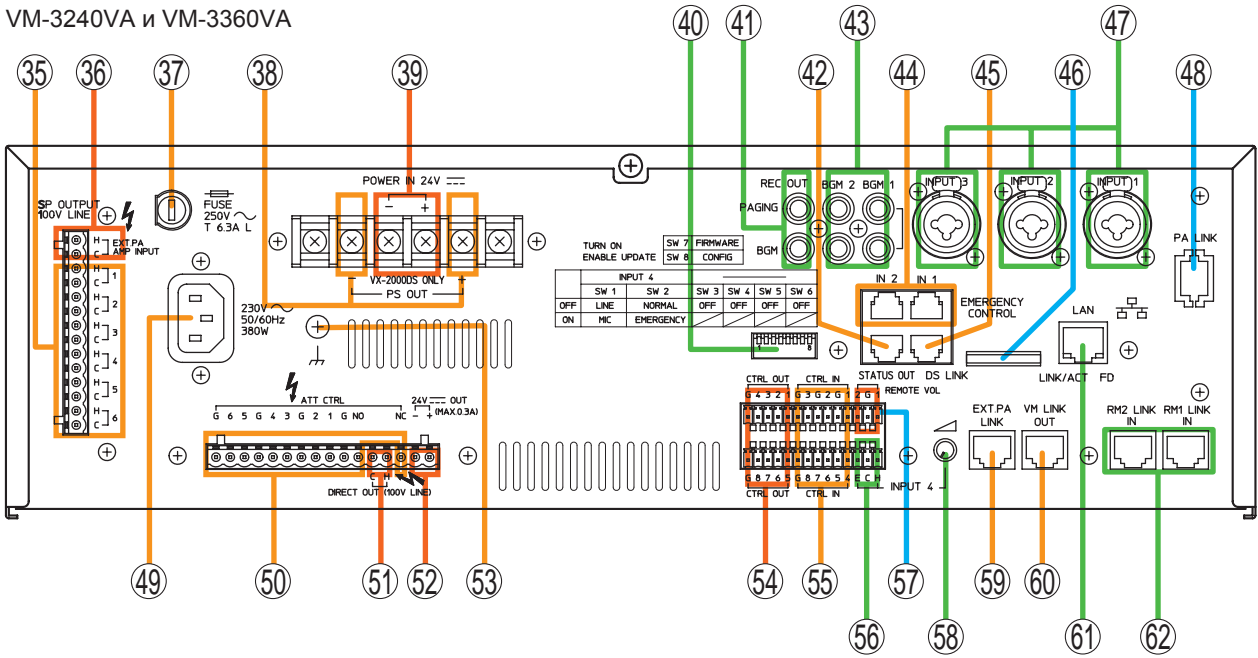 VM-3240VA и VM-3360VA
40 41 43 47
35 36 37 38 39 42 44 45 46 48
SP OUTPUT
100V LINE
H
C
EXT.PA
AMP INPUT
H
C
1
H
C
2
H
C
3
H
C
4
H
C
5
H
C
6
FUSE
250V
T 6.3A L
230V
50/60Hz
380W
POWER IN 24V
− +
− VX-2000DS ONLY +
PS OUT
TURN ON
ENABLE UPDATE
SW 7 FIRMWARE
SW 8 CONFIG
INPUT 4
SW 1 SW 2 SW 3 SW 4 SW 5 SW 6
OFF LINE NORMAL OFF OFF OFF OFF
ON MIC EMERGENCY
1 8
REC OUT BGM 2 BGM 1
PAGING
BGM
INPUT 3 INPUT 2 INPUT 1
PA LINK
IN 2 IN 1
EMERGENCY
CONTROL
STATUS OUT DS LINK
LAN
LINK/ACT FD
ATT CTRL
G 6 5 G 4 3 G 2 1 G NO NC
24V OUT
− + (MAX.0.3A)
C H
DIRECT OUT (100V LINE)
CTRL OUT CTRL IN REMOTE VOL
G 4 3 2 1 G 3 G 2 G 1 2 G 1
G 8 7 6 5 G 8 7 6 5 4 E C H
CTRL OUT CTRL IN INPUT 4
EXT.PA
LINK
VM LINK
OUT
RM2 LINK
IN
RM1 LINK
IN
49 50 51 52 53 54 55 57 59 60
56 58 61 62